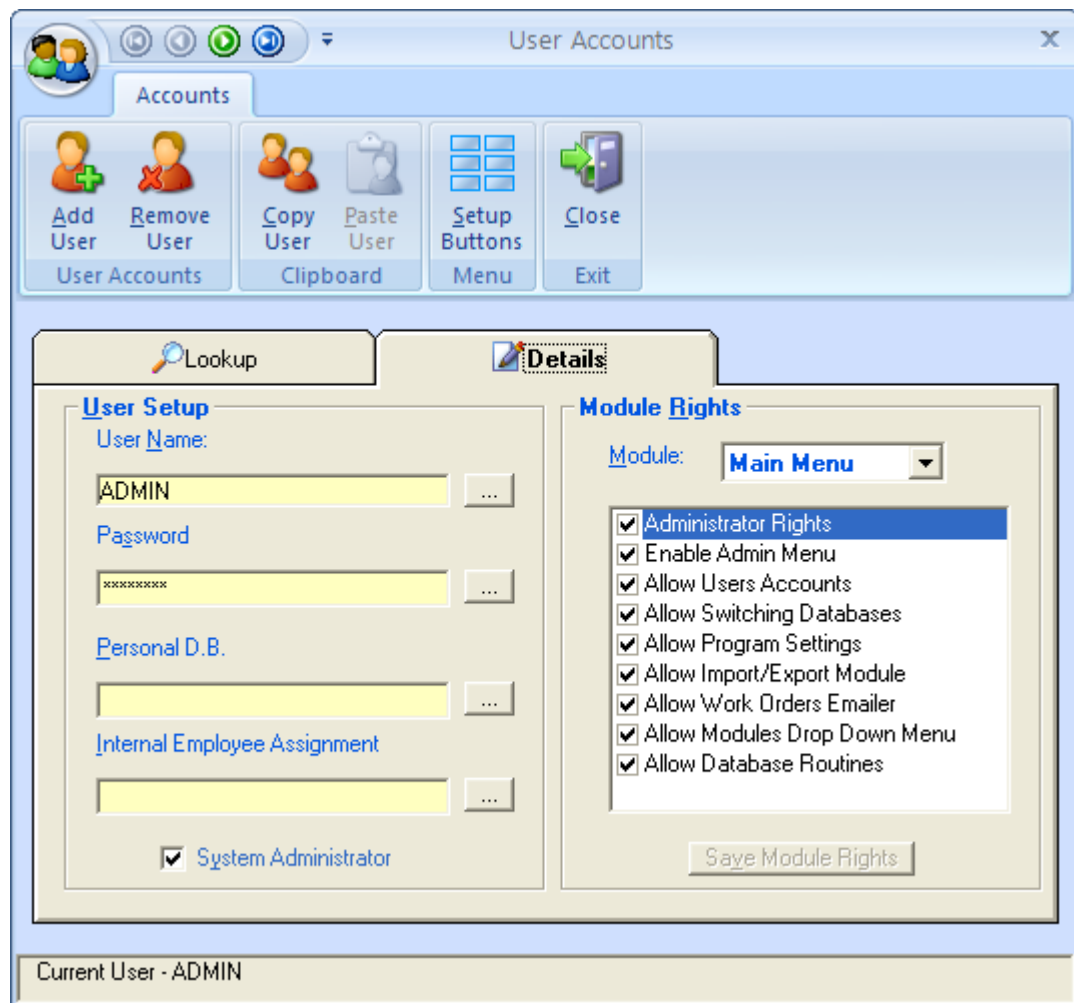 User Accounts
Accounts
Add User
Remove User
Copy User
Paste User
Setup Buttons
Close
User Accounts
Clipboard
Menu
Exit
Lookup
Details
User Setup
User Name:
ADMIN
...
Password
********
...
Personal D.B.
...
Internal Employee Assignment
...
System Administrator
Module Rights
Module:
Main Menu
Administrator Rights
Enable Admin Menu
Allow Users Accounts
Allow Switching Databases
Allow Program Settings
Allow Import/Export Module
Allow Work Orders Emailer
Allow Modules Drop Down Menu
Allow Database Routines
Save Module Rights
Current User - ADMIN